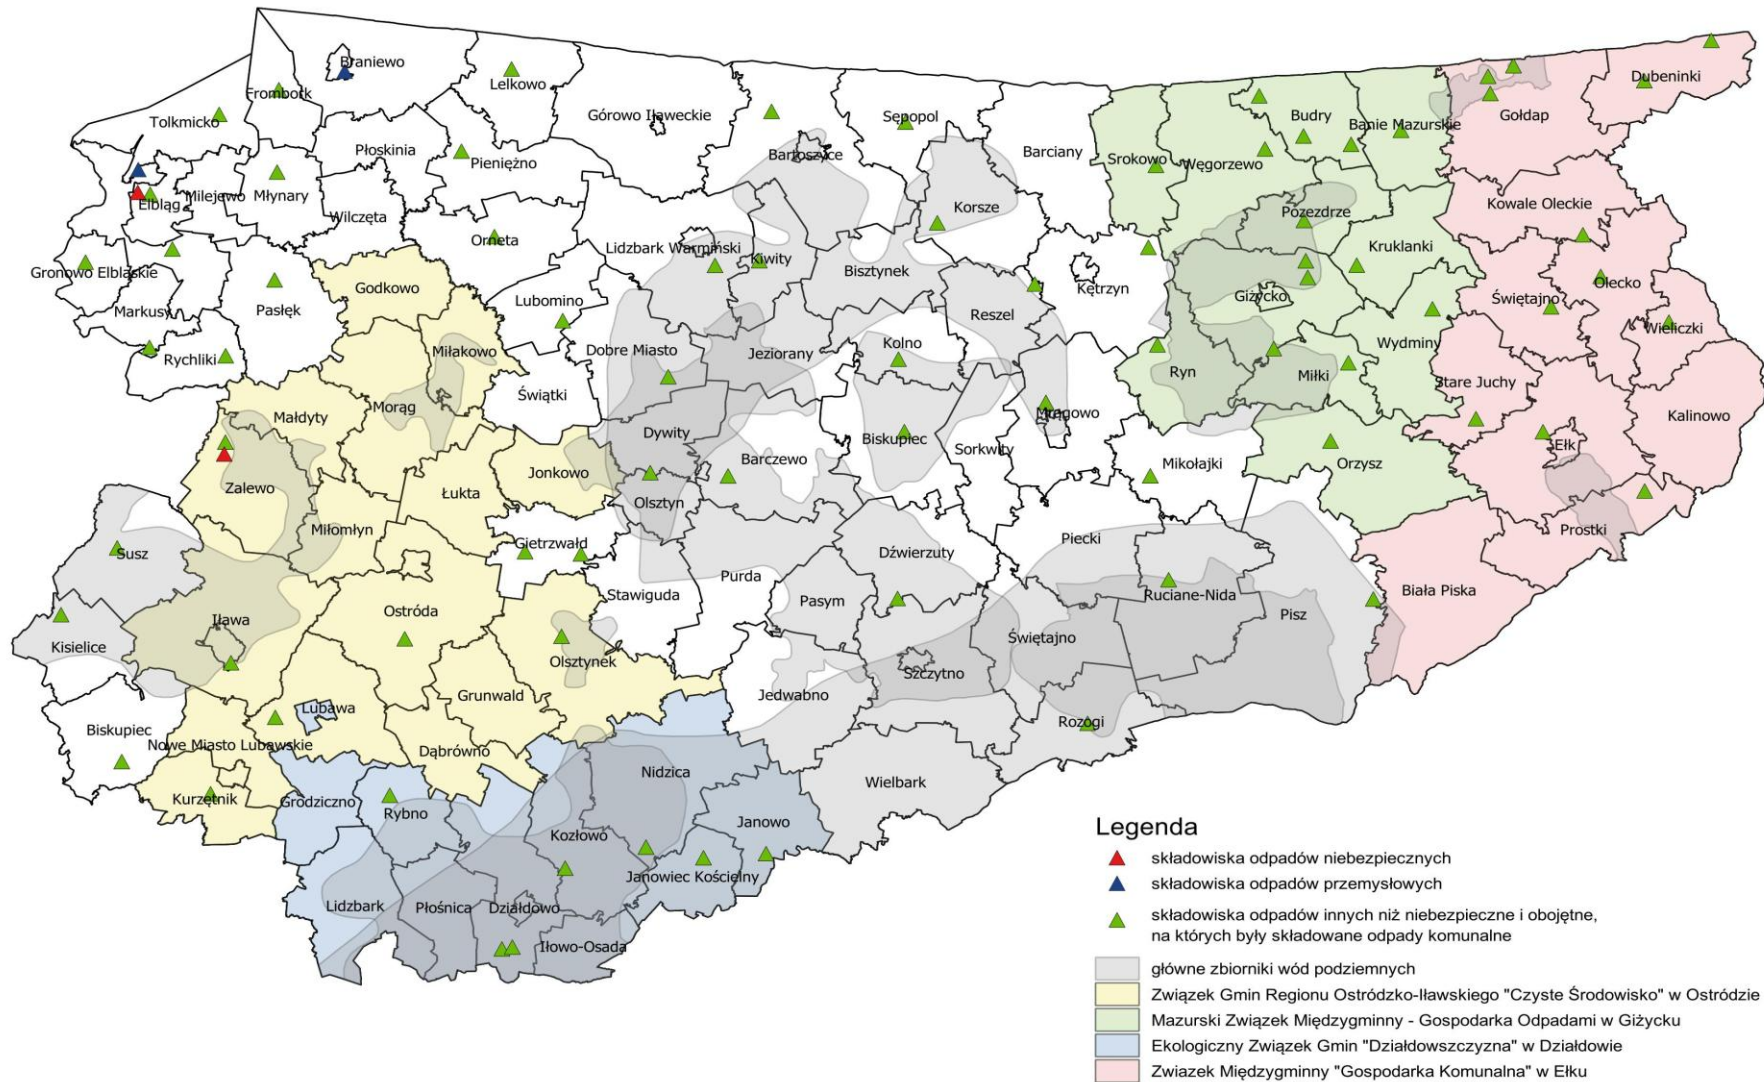 Braniewo
Lelkowo
Frombork
Tolkmicko
Górowo Iławeckie
Sępopol
Płoskinia
Pieniężno
Bartoszyce
Barciany
Srokowo
Węgorzewo
Budry
Banie Mazurskie
Gołdap
Dubeninki
Elbląg
Milejewo
Młynary
Wilczęta
Orneta
Lidzbark Warmiński
Kiwity
Korsze
Pozezdrze
Kowale Oleckie
Gronowo Elbląskie
Markusy
Pasłęk
Godkowo
Lubomino
Bisztynek
Reszel
Kętrzyn
Giżycko
Kruklanki
Świętajno
Olecko
Wieliczki
Rychliki
Miłakowo
Dobre Miasto
Jeziorany
Kolno
Ryn
Miłki
Wydminy
Stare Juchy
Kalinowo
Małdyty
Morąg
Świątki
Dywity
Barczewo
Biskupiec
Sorkwity
Mrągowo
Mikołajki
Orzysz
Ełk
Zalewo
Łukta
Jonkowo
Olsztyn
Miłomłyn
Susz
Gietrzwałd
Purda
Dźwierzuty
Piecki
Prostki
Stawiguda
Pasym
Ruciane-Nida
Pisz
Biała Piska
Kisielice
Iława
Ostróda
Olsztynek
Świętajno
Szczytno
Jedwabno
Grunwald
Lubawa
Biskupiec
Nowe Miasto Lubawskie
Dąbrówno
Rozogi
Wielbark
Nidzica
Kurzętnik
Grodziczno
Rybno
Kozłowo
Janowo
Janowiec Kościelny
Lidzbark
Płośnica
Działdowo
Iłowo-Osada
Legenda
składowiska odpadów niebezpiecznych
składowiska odpadów przemysłowych
składowiska odpadów innych niż niebezpieczne i obojętne,
na których były składowane odpady komunalne
główne zbiorniki wód podziemnych
Związek Gmin Regionu Ostródzko-Iławskiego "Czyste Środowisko" w Ostródzie
Mazurski Związek Międzygminny - Gospodarka Odpadami w Giżycku
Ekologiczny Związek Gmin "Działdowszczyzna" w Działdowie
Zwiazek Międzygminny "Gospodarka Komunalna" w Ełku